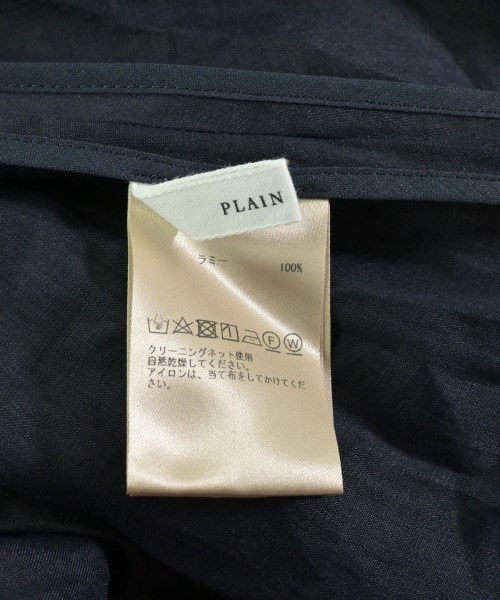 PLAIN
ラミー 100%
F W
クリーニングネット使用
自然乾燥してください。
アイロンは、当て布をしてかけてくだ
さい。